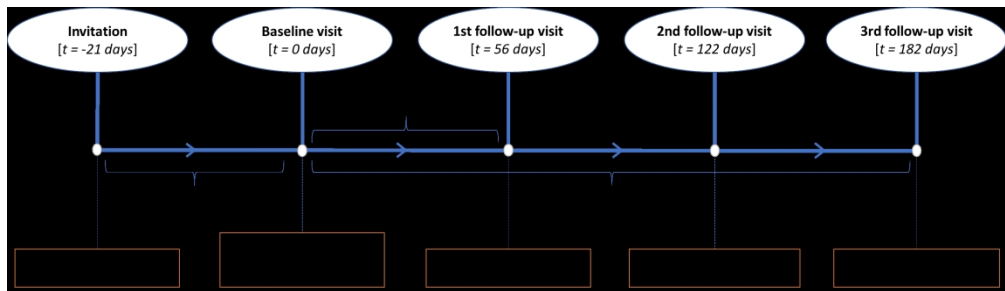 Invitation
[t = -21 days]
Baseline visit
[t = 0 days]
1st follow-up visit
[t = 56 days]
2nd follow-up visit
[t = 122 days]
3rd follow-up visit
[t = 182 days]